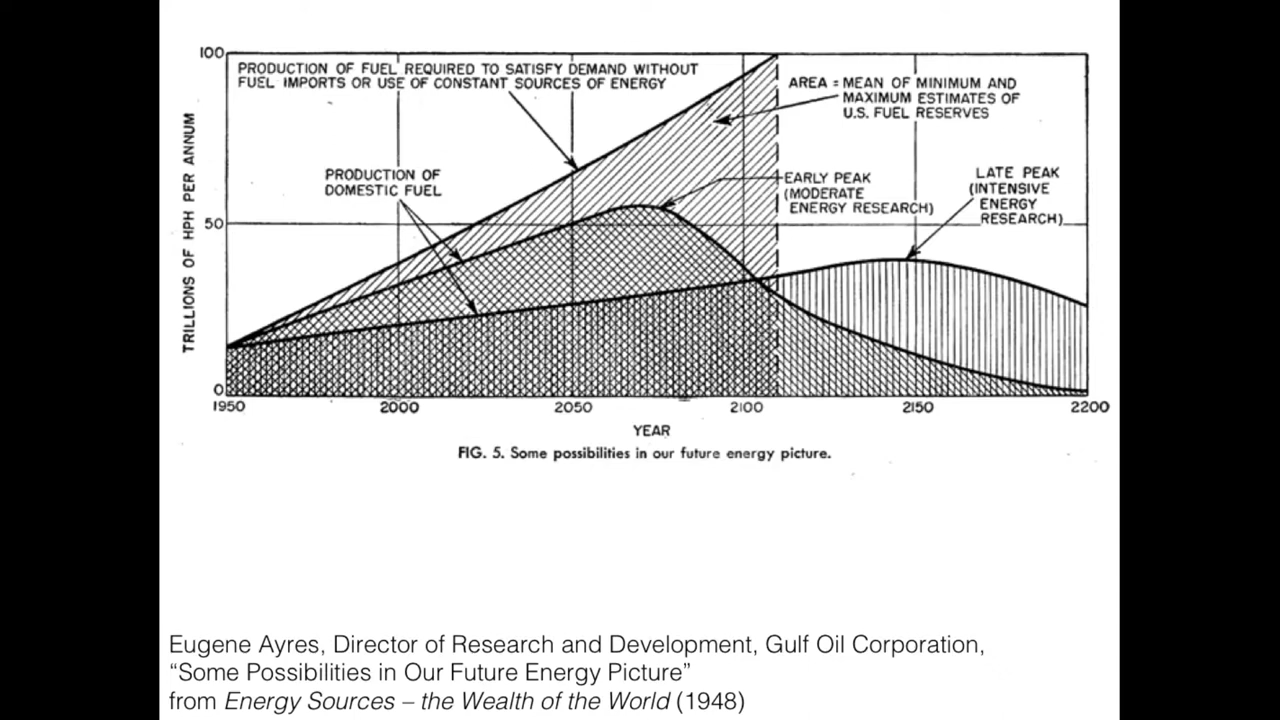 100
PRODUCTION OF FUEL REQUIRED TO SATISFY DEMAND WITHOUT
FUEL IMPORTS OR USE OF CONSTANT SOURCES OF ENERGY
AREA = MEAN OF MINIMUM AND
MAXIMUM ESTIMATES OF
U.S. FUEL RESERVES
PRODUCTION OF
DOMESTIC FUEL
EARLY PEAK
(MODERATE
ENERGY RESEARCH)
LATE PEAK
(INTENSIVE
ENERGY
RESEARCH)
TRILLIONS OF HPH PER ANNUM
50
0
1950 2000 2050 2100 2150 2200
YEAR
FIG. 5. Some possibilities in our future energy picture.
Eugene Ayres, Director of Research and Development, Gulf Oil Corporation,
“Some Possibilities in Our Future Energy Picture”
from Energy Sources – the Wealth of the World (1948)